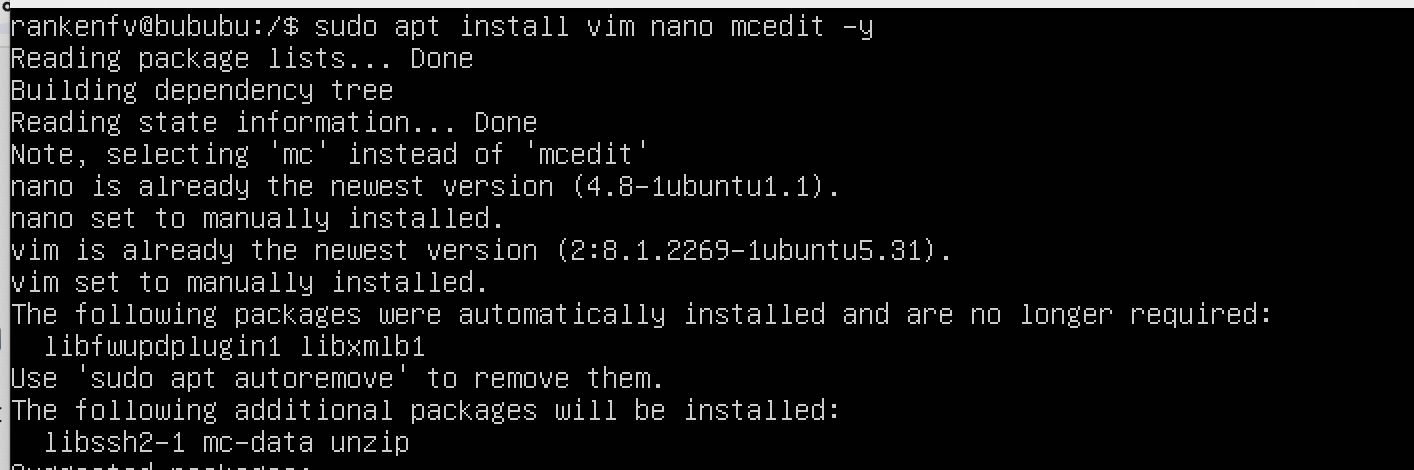 rankenfv@bububu:/$ sudo apt install vim nano mcedit -y
Reading package lists... Done
Building dependency tree
Reading state information... Done
Note, selecting 'mc' instead of 'mcedit'
nano is already the newest version (4.8-1ubuntu1.1).
nano set to manually installed.
vim is already the newest version (2:8.1.2269-1ubuntu5.31).
vim set to manually installed.
The following packages were automatically installed and are no longer required:
  libfwupdplugin1 libxmlb1
Use 'sudo apt autoremove' to remove them.
The following additional packages will be installed:
  libssh2-1 mc-data unzip